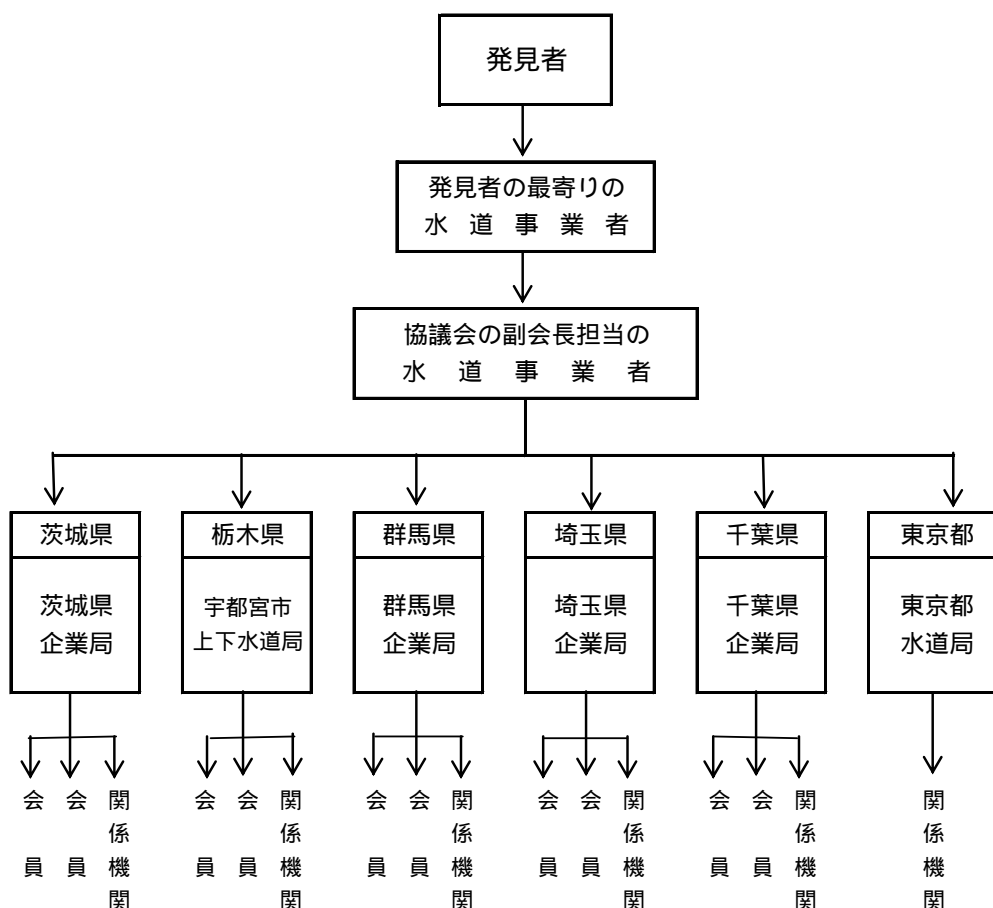 発見者
発見者の最寄りの
水道事業者
協議会の副会長担当の
水道事業者
茨城県
茨城県
企業局
栃木県
宇都宮市
上下水道局
群馬県
群馬県
企業局
埼玉県
埼玉県
企業局
千葉県
千葉県
企業局
東京都
東京都
水道局
会員
会員
関係機関
会員
会員
関係機関
会員
会員
関係機関
会員
会員
関係機関
会員
会員
関係機関
関係機関